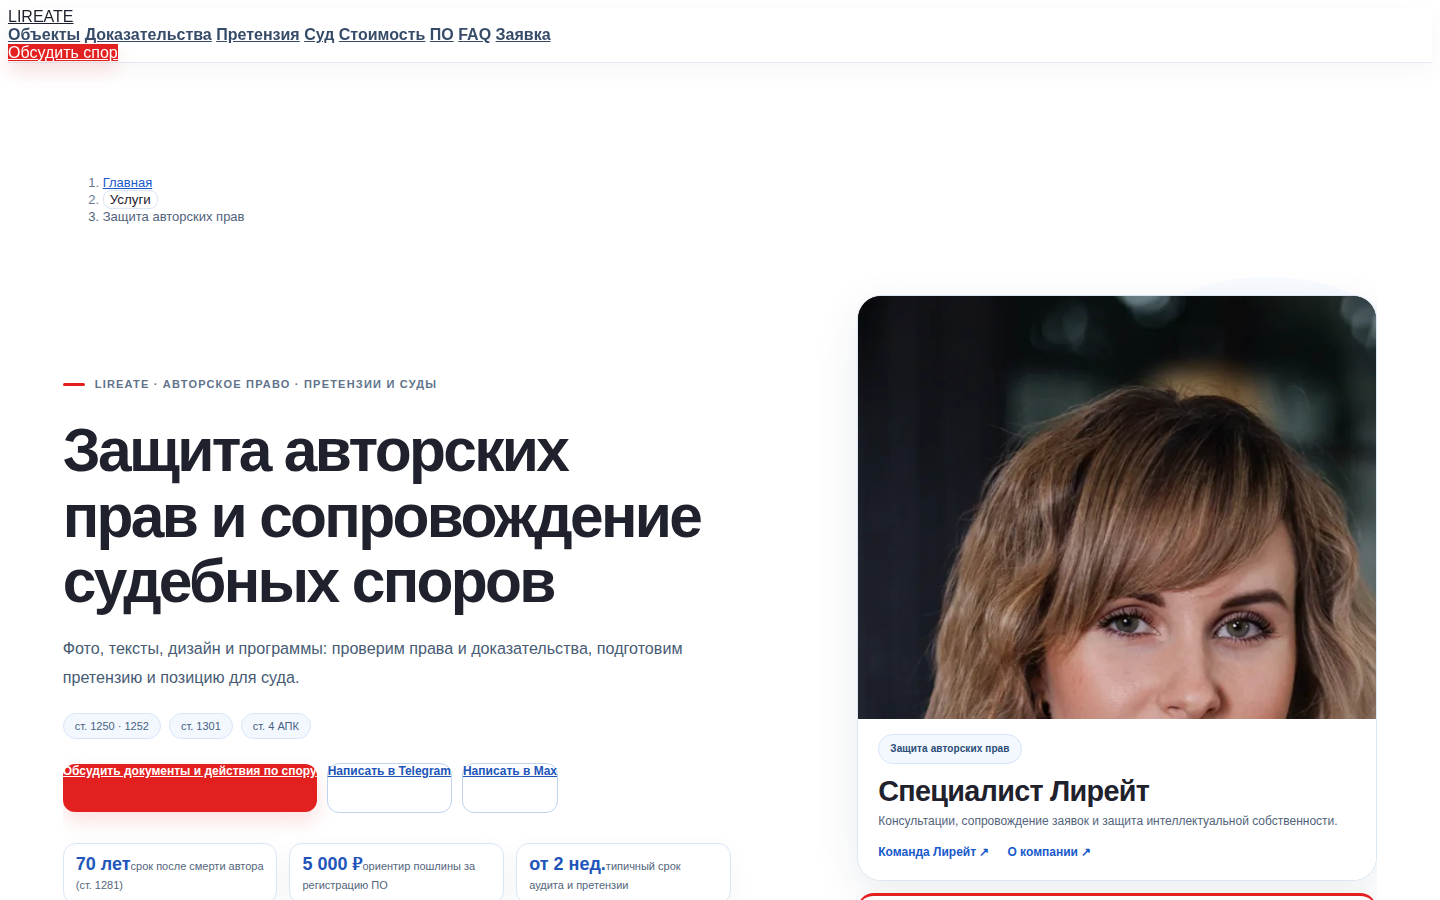 LIREATE
Объекты Доказательства Претензия Суд Стоимость ПО FAQ Заявка
Обсудить спор
1. Главная
2. Услуги
3. Защита авторских прав
LIREATE · АВТОРСКОЕ ПРАВО · ПРЕТЕНЗИИ И СУДЫ
Защита авторских
прав и сопровождение
судебных споров
Фото, тексты, дизайн и программы: проверим права и доказательства, подготовим
претензию и позицию для суда.
ст. 1250 · 1252 ст. 1301 ст. 4 АПК
Обсудить документы и действия по спору Написать в Telegram Написать в Max
70 лет срок после смерти автора
(ст. 1281)
5 000 ₽ ориентир пошлины за
регистрацию ПО
от 2 нед. типичный срок
аудита и претензии
Защита авторских прав
Специалист Лирейт
Консультации, сопровождение заявок и защита интеллектуальной собственности.
Команда Лирейт ↗ О компании ↗